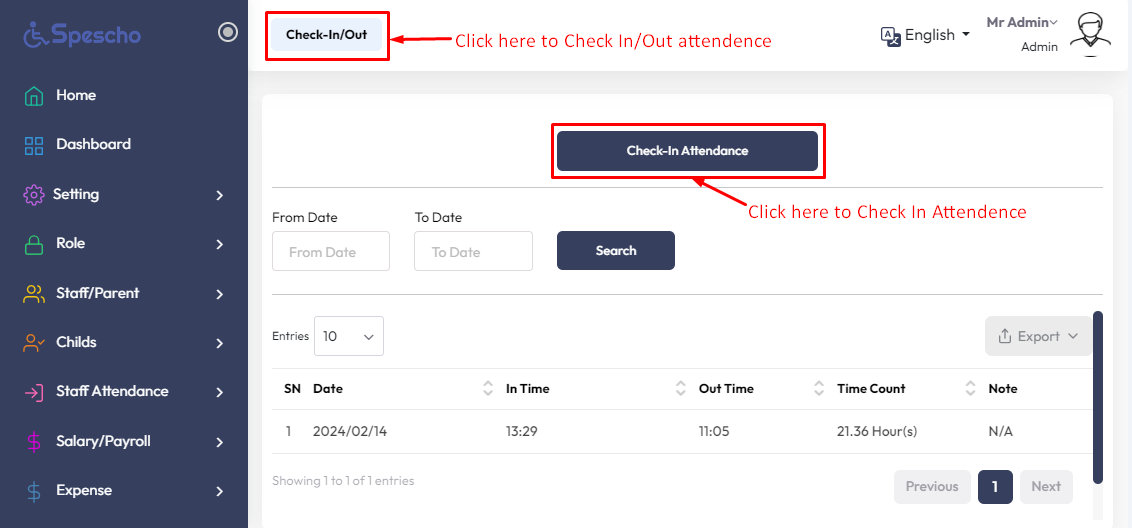 Spescho
Check-In/Out
Click here to Check In/Out attendence
English
Mr Admin
Admin
Home
Dashboard
Setting
Role
Staff/Parent
Childs
Staff Attendance
Salary/Payroll
Expense
Check-In Attendance
Click here to Check In Attendence
From Date To Date
From Date To Date Search
Entries 10 Export
SN Date In Time Out Time Time Count Note
1 2024/02/14 13:29 11:05 21.36 Hour(s) N/A
Showing 1 to 1 of 1 entries Previous 1 Next